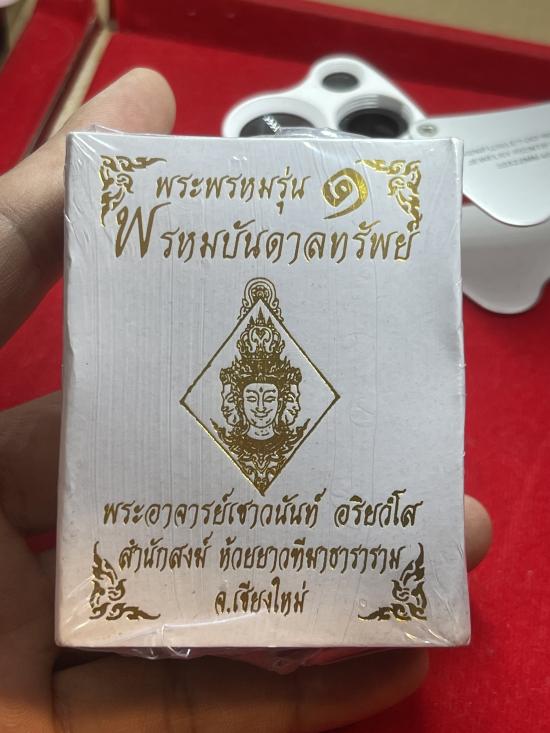 พระพรหมรุ่น ๑
พรหมบันดาลทรัพย์
พระอาจารย์เชาวนันท์ อริยวํโส
สำนักสงฆ์ ห้วยยาวทีฆาธาราราม
จ.เชียงใหม่